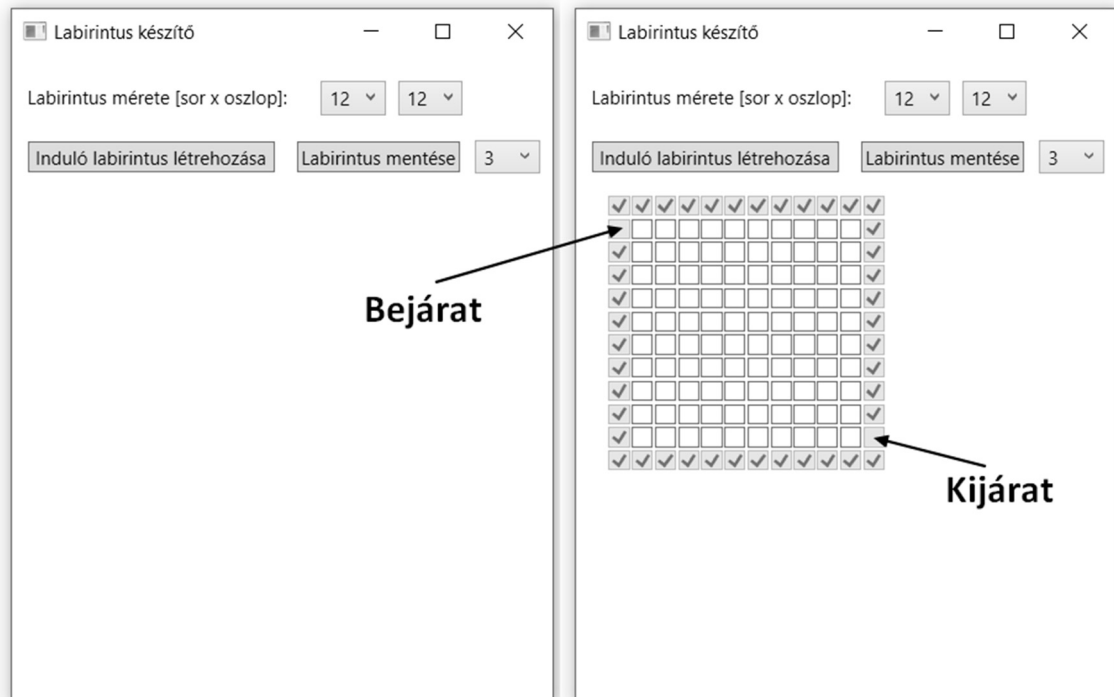 Labirintus készítő
Labirintus mérete [sor x oszlop]: 12 12
Induló labirintus létrehozása Labirintus mentése 3
Bejárat
Labirintus készítő
Labirintus mérete [sor x oszlop]: 12 12
Induló labirintus létrehozása Labirintus mentése 3
Kijárat